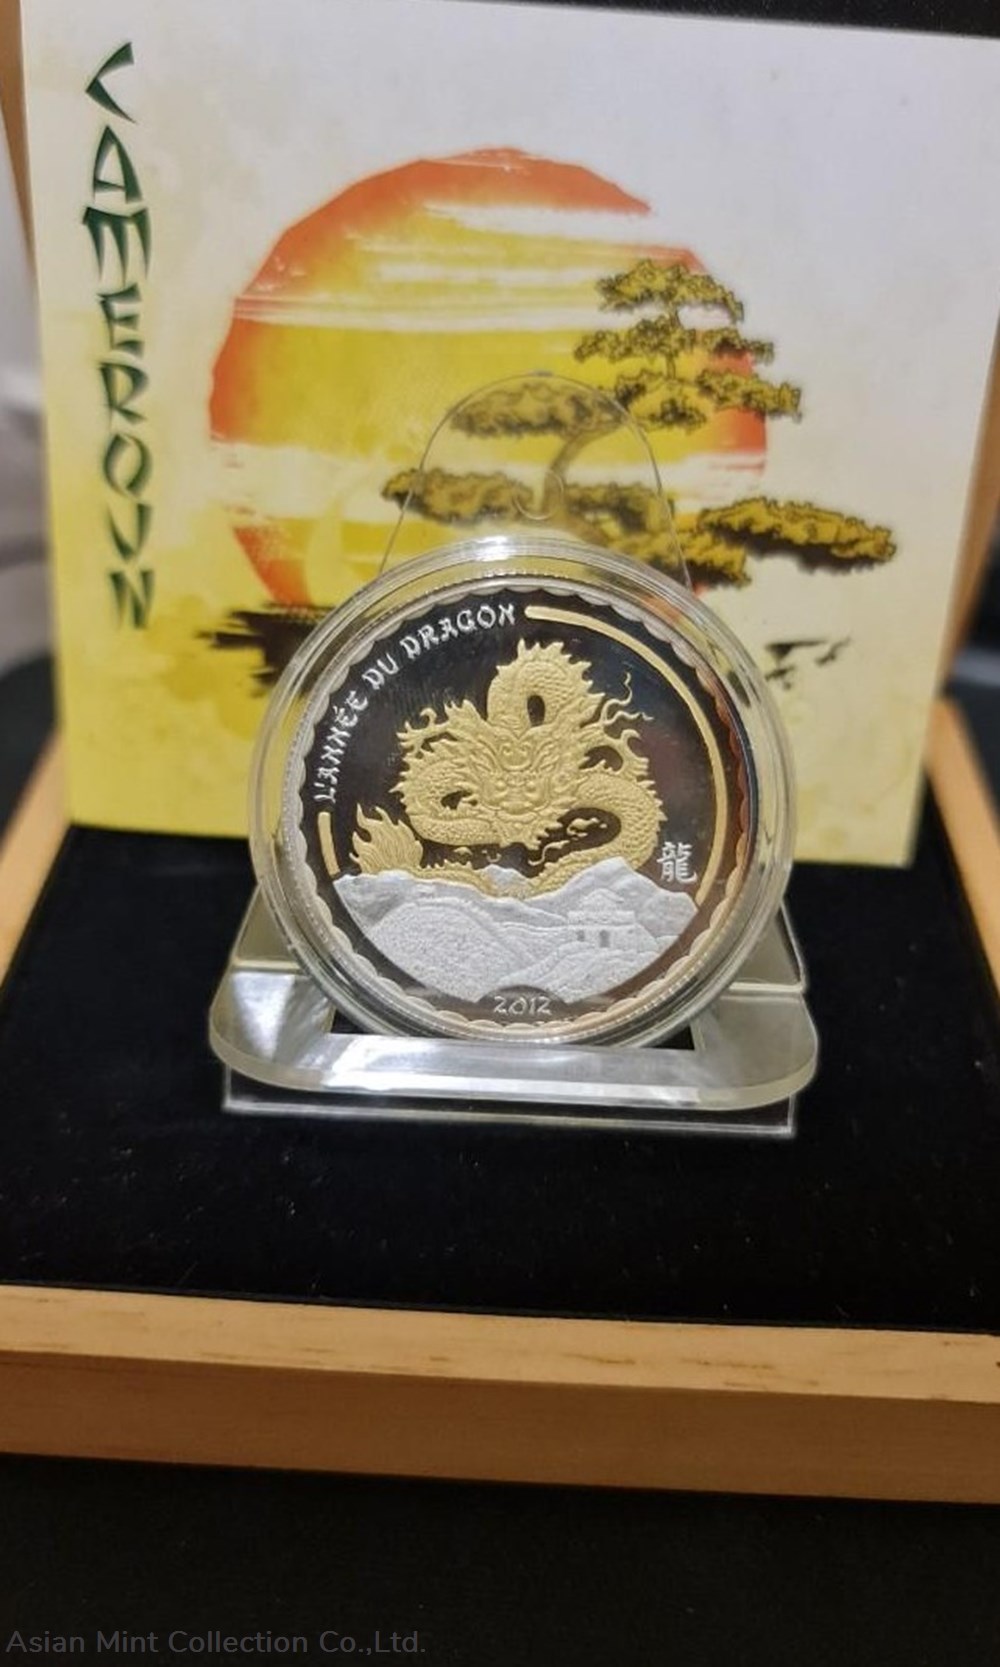 CAMEROUN
L'ANNÉE DU DRAGON
龍
2012
Asian Mint Collection Co.,Ltd.